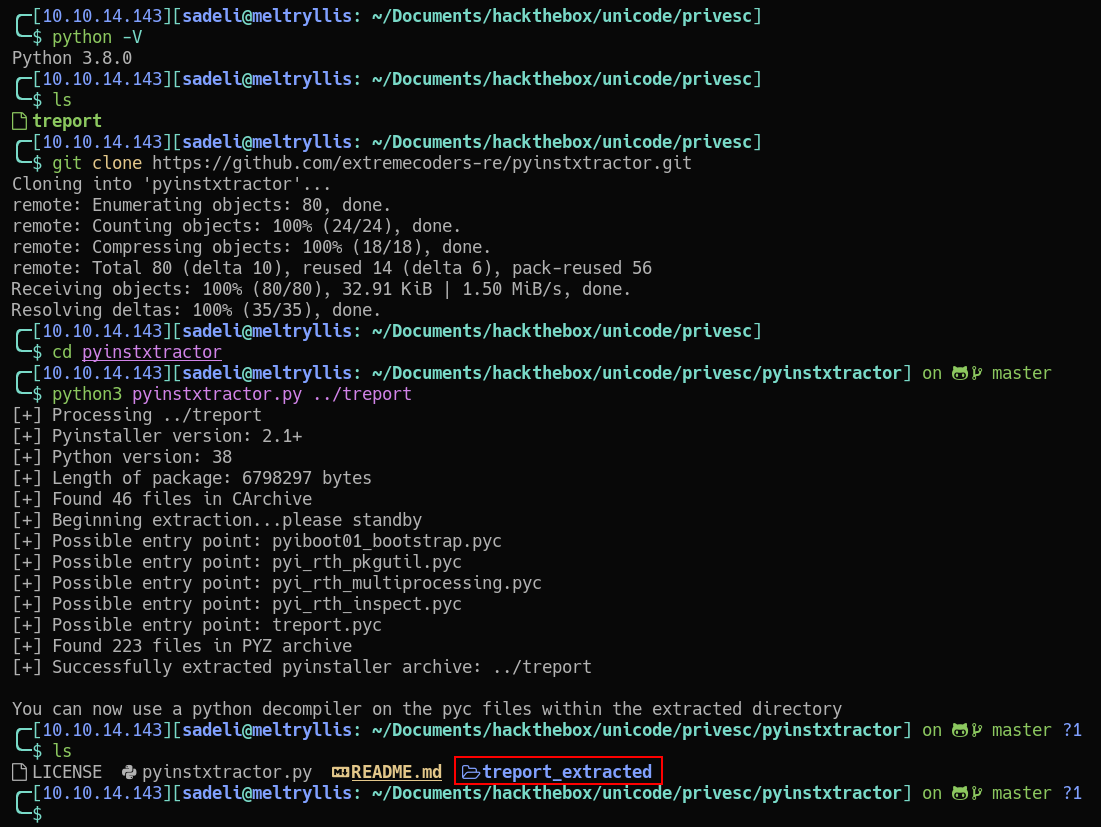 [10.10.14.143][sadeli@meltryllis: ~/Documents/hackthebox/unicode/privesc]
$ python -V
Python 3.8.0
[10.10.14.143][sadeli@meltryllis: ~/Documents/hackthebox/unicode/privesc]
$ ls
treport
[10.10.14.143][sadeli@meltryllis: ~/Documents/hackthebox/unicode/privesc]
$ git clone https://github.com/extremecoders-re/pyinstxtractor.git
Cloning into 'pyinstxtractor'...
remote: Enumerating objects: 80, done.
remote: Counting objects: 100% (24/24), done.
remote: Compressing objects: 100% (18/18), done.
remote: Total 80 (delta 10), reused 14 (delta 6), pack-reused 56
Receiving objects: 100% (80/80), 32.91 KiB | 1.50 MiB/s, done.
Resolving deltas: 100% (35/35), done.
[10.10.14.143][sadeli@meltryllis: ~/Documents/hackthebox/unicode/privesc]
$ cd pyinstxtractor
[10.10.14.143][sadeli@meltryllis: ~/Documents/hackthebox/unicode/privesc/pyinstxtractor] on master
$ python3 pyinstxtractor.py ../treport
[+] Processing ../treport
[+] Pyinstaller version: 2.1+
[+] Python version: 38
[+] Length of package: 6798297 bytes
[+] Found 46 files in CArchive
[+] Beginning extraction...please standby
[+] Possible entry point: pyiboot01_bootstrap.pyc
[+] Possible entry point: pyi_rth_pkgutil.pyc
[+] Possible entry point: pyi_rth_multiprocessing.pyc
[+] Possible entry point: pyi_rth_inspect.pyc
[+] Possible entry point: treport.pyc
[+] Found 223 files in PYZ archive
[+] Successfully extracted pyinstaller archive: ../treport
You can now use a python decompiler on the pyc files within the extracted directory
[10.10.14.143][sadeli@meltryllis: ~/Documents/hackthebox/unicode/privesc/pyinstxtractor] on master ?1
$ ls
LICENSE pyinstxtractor.py README.md treport_extracted
[10.10.14.143][sadeli@meltryllis: ~/Documents/hackthebox/unicode/privesc/pyinstxtractor] on master ?1
$